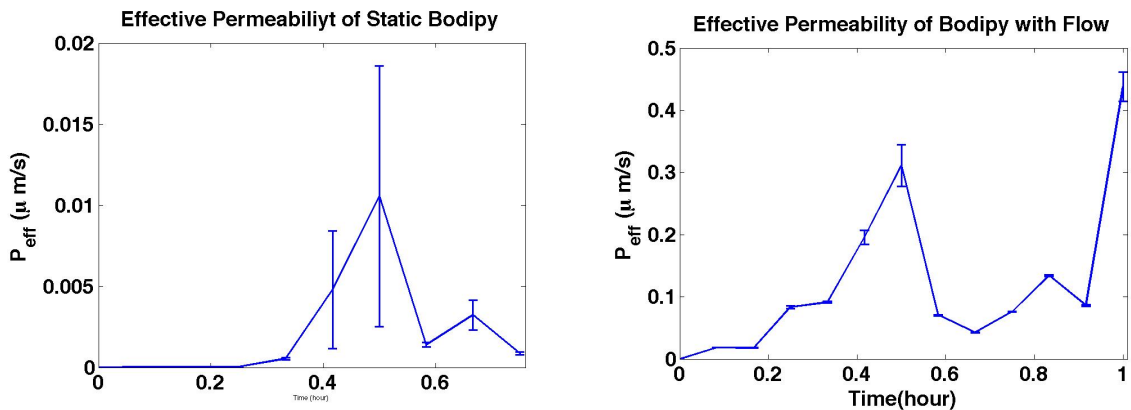 Effective Permeabiliyt of Static Bodipy
0.02
0.015
0.01
0.005
0
P_eff (μ m/s)
0 0.2 0.4 0.6
Time (hour)
Effective Permeability of Bodipy with Flow
0.5
0.4
0.3
0.2
0.1
0
P_eff (μ m/s)
0 0.2 0.4 0.6 0.8 1
Time(hour)